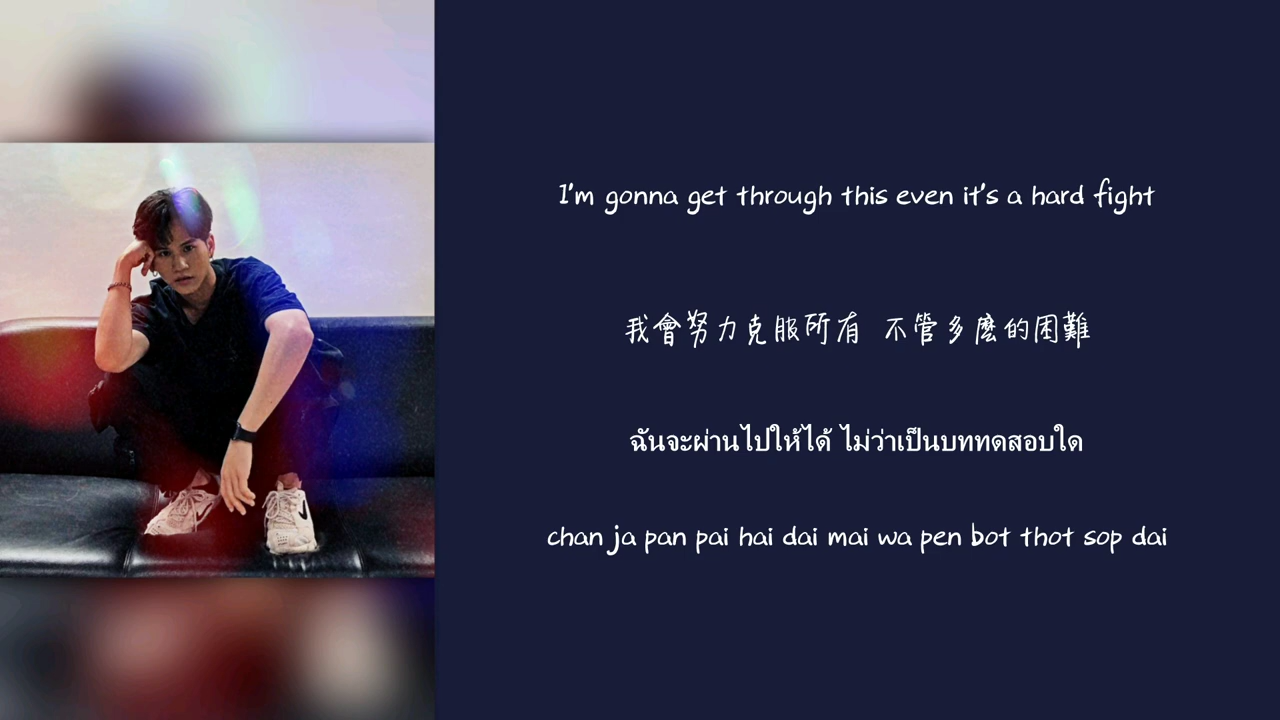 I'm gonna get through this even it's a hard fight
我會努力克服所有 不管多麼的困難
ฉันจะผ่านไปให้ได้ ไม่ว่าเป็นบททดสอบใด
chan ja pan pai hai dai mai wa pen bot thot sop dai